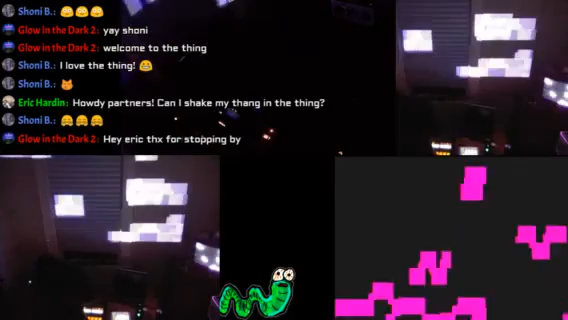 Shoni B.: 🤗🤗🤗
Glow in the Dark 2: yay shoni
Glow in the Dark 2: welcome to the thing
Shoni B.: I love the thing! 😂
Shoni B.: 😺
Eric Hardin: Howdy partners! Can I shake my thang in the thing?
Shoni B.: 🤗🤗🤗
Glow in the Dark 2: Hey eric thx for stopping by